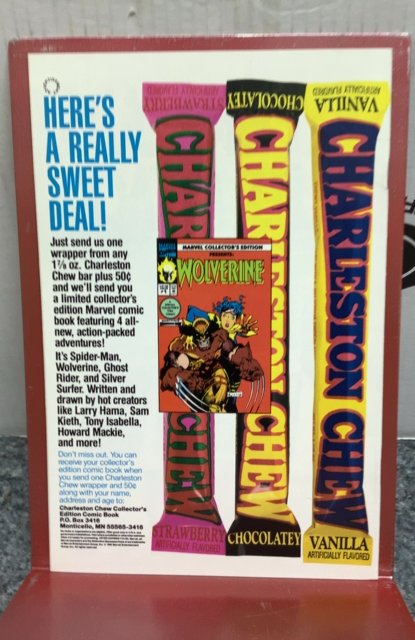 HERE'S
A REALLY
SWEET
DEAL!
Just send us one
wrapper from any
1⅞ oz. Charleston
Chew bar plus 50¢
and we'll send you
a limited collector's
edition Marvel comic
book featuring 4 all-
new, action-packed
adventures!
It's Spider-Man,
Wolverine, Ghost
Rider, and Silver
Surfer. Written and
drawn by hot creators
like Larry Hama, Sam
Kieth, Tony Isabella,
Howard Mackie,
and more!
Don't miss out. You can
receive your collector's
edition comic book when
you send one Charleston
Chew wrapper and 50¢
along with your name,
address and age to:
Charleston Chew Collector's
Edition Comic Book
P.O. Box 3416
Monticello, MN 55565-3416
STRAWBERRY
ARTIFICIALLY FLAVORED
CHARLESTON CHEW
STRAWBERRY
ARTIFICIALLY FLAVORED
CHOCOLATEY
CHARLESTON CHEW
CHOCOLATEY
VANILLA
ARTIFICIALLY FLAVORED
CHARLESTON CHEW
VANILLA
ARTIFICIALLY FLAVORED
MARVEL COLLECTOR'S EDITION
PRESENTS:
WOLVERINE